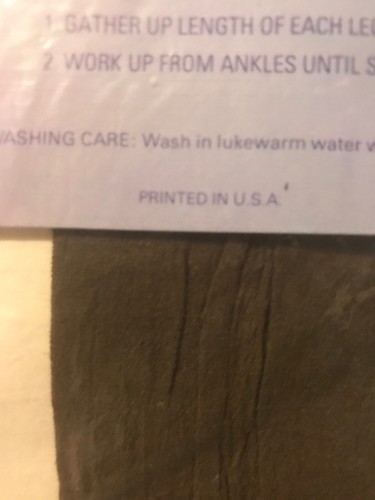 1 GATHER UP LENGTH OF EACH LEG
2 WORK UP FROM ANKLES UNTIL S
WASHING CARE: Wash in lukewarm water w
PRINTED IN U.S.A.